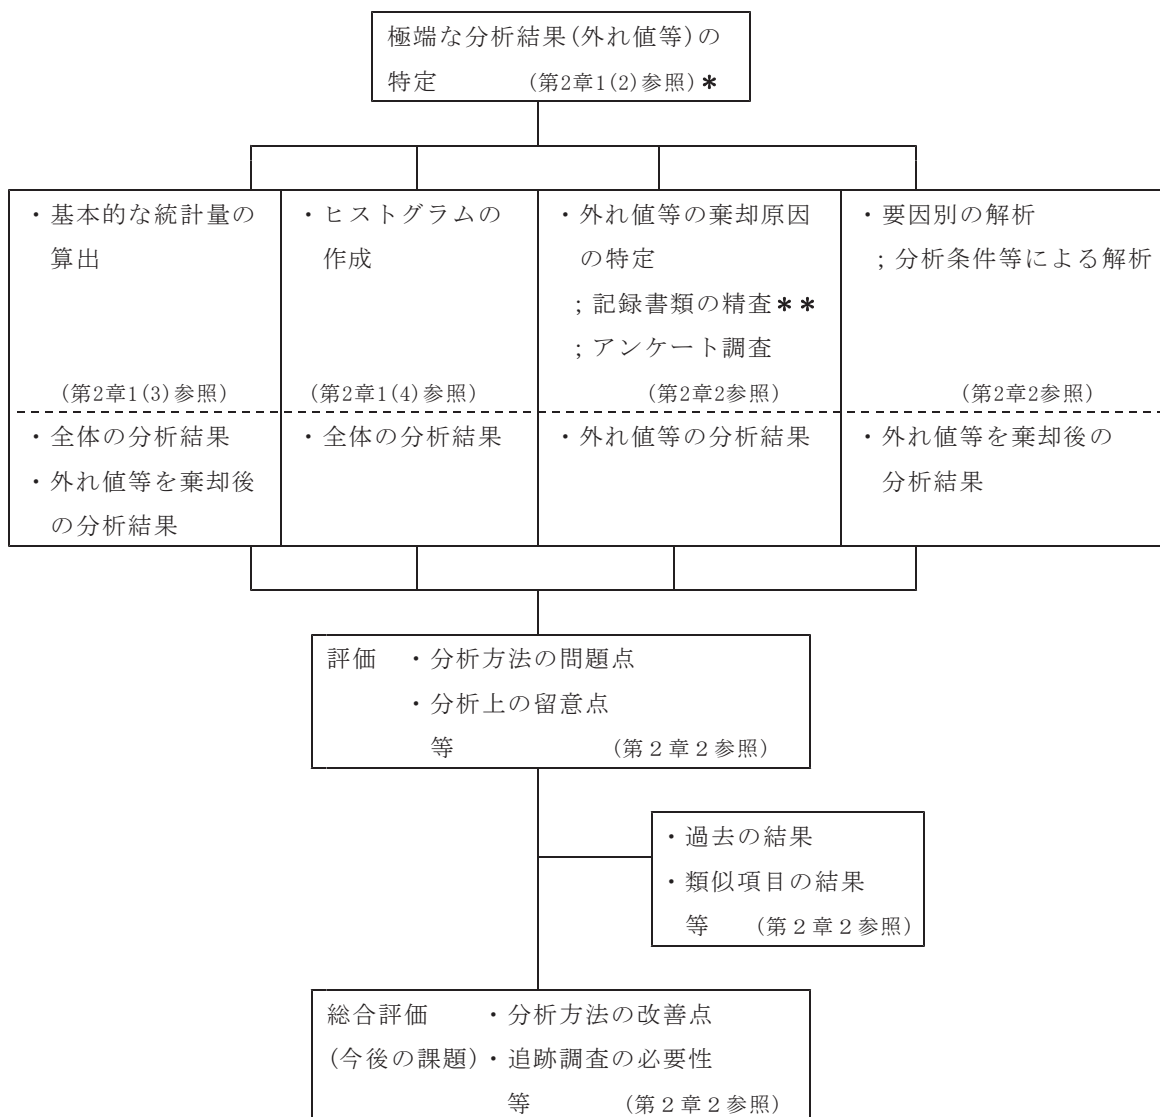 極端な分析結果(外れ値等)の
特定 (第2章1(2)参照)＊
・基本的な統計量の
算出
(第2章1(3)参照)
・全体の分析結果
・外れ値等を棄却後
の分析結果
・ヒストグラムの
作成
(第2章1(4)参照)
・全体の分析結果
・外れ値等の棄却原因
の特定
；記録書類の精査＊＊
；アンケート調査
(第2章2参照)
・外れ値等の分析結果
・要因別の解析
；分析条件等による解析
(第2章2参照)
・外れ値等を棄却後の
分析結果
評価 ・分析方法の問題点
・分析上の留意点
等 (第２章２参照)
・過去の結果
・類似項目の結果
等 (第２章２参照)
総合評価 ・分析方法の改善点
(今後の課題)・追跡調査の必要性
等 (第２章２参照)